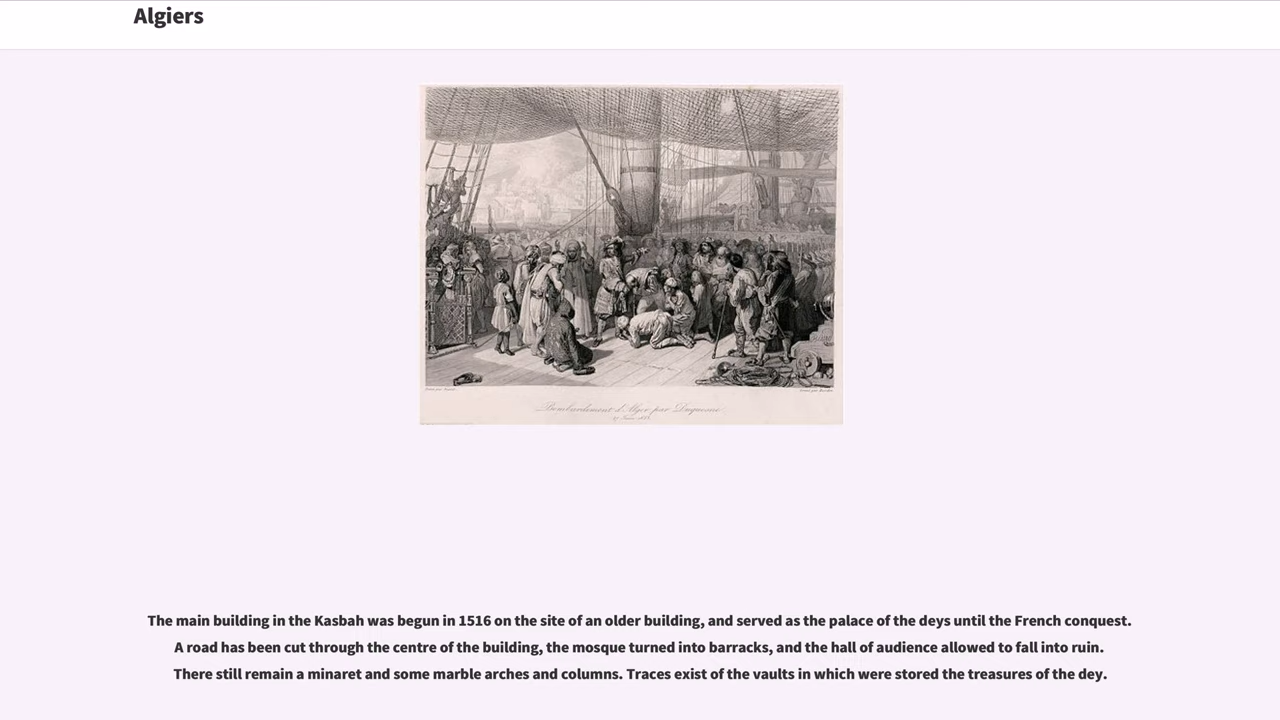 Algiers
Bombardement d'Alger par Duquesne
The main building in the Kasbah was begun in 1516 on the site of an older building, and served as the palace of the deys until the French conquest.
A road has been cut through the centre of the building, the mosque turned into barracks, and the hall of audience allowed to fall into ruin.
There still remain a minaret and some marble arches and columns. Traces exist of the vaults in which were stored the treasures of the dey.